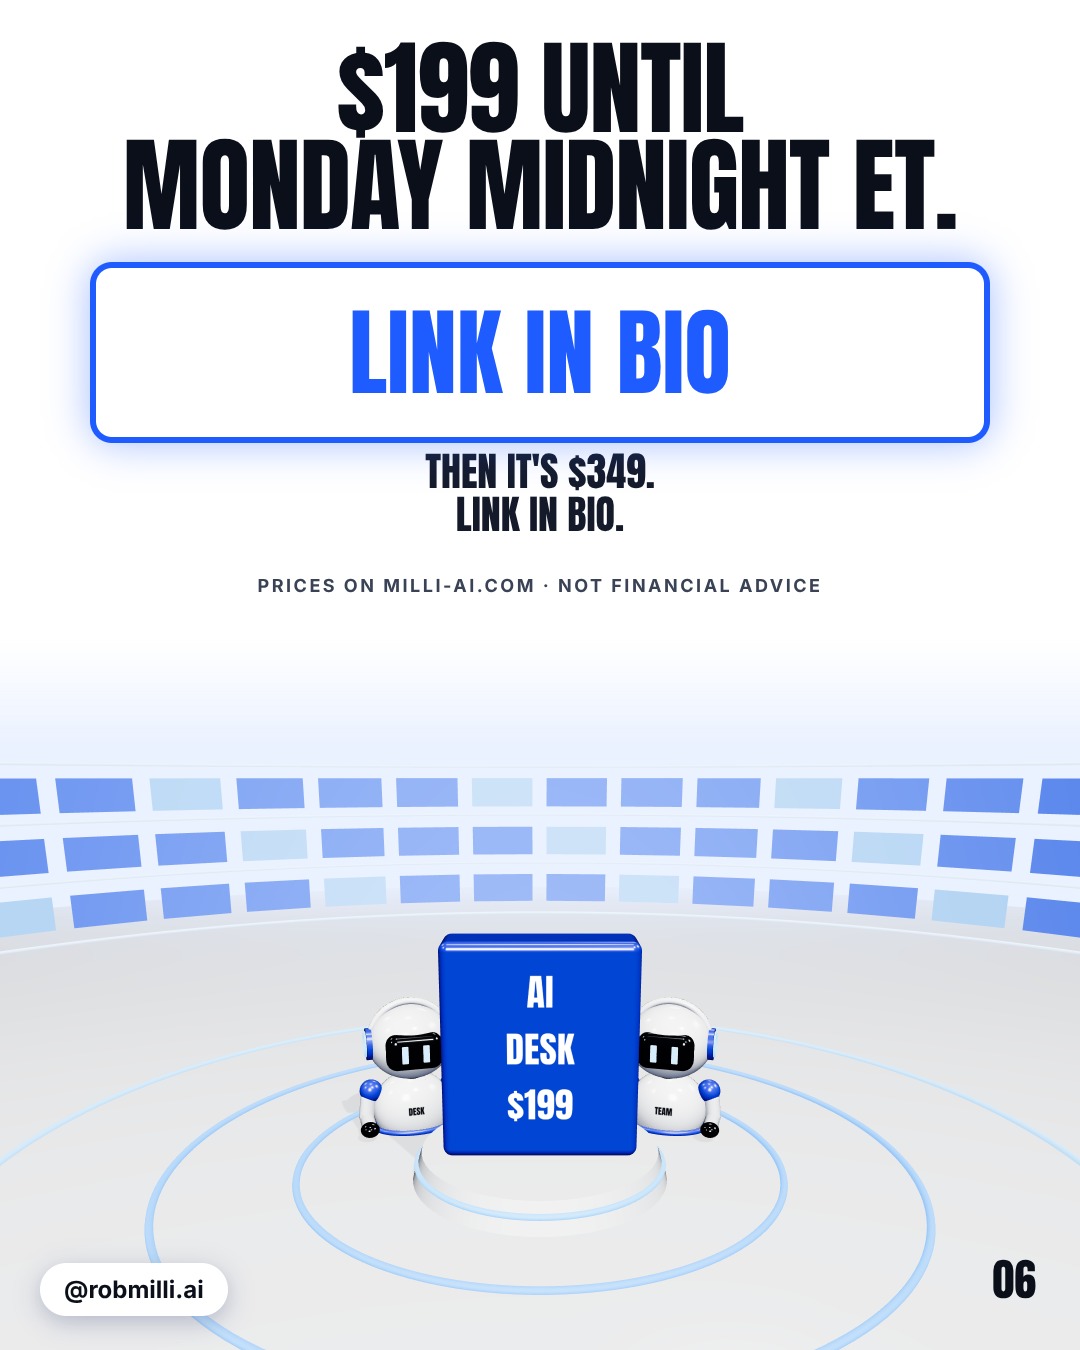 $199 UNTIL
MONDAY MIDNIGHT ET.
LINK IN BIO
THEN IT'S $349.
LINK IN BIO.
PRICES ON MILLI-AI.COM · NOT FINANCIAL ADVICE
AI
DESK
$199
DESK
TEAM
@robmilli.ai
06